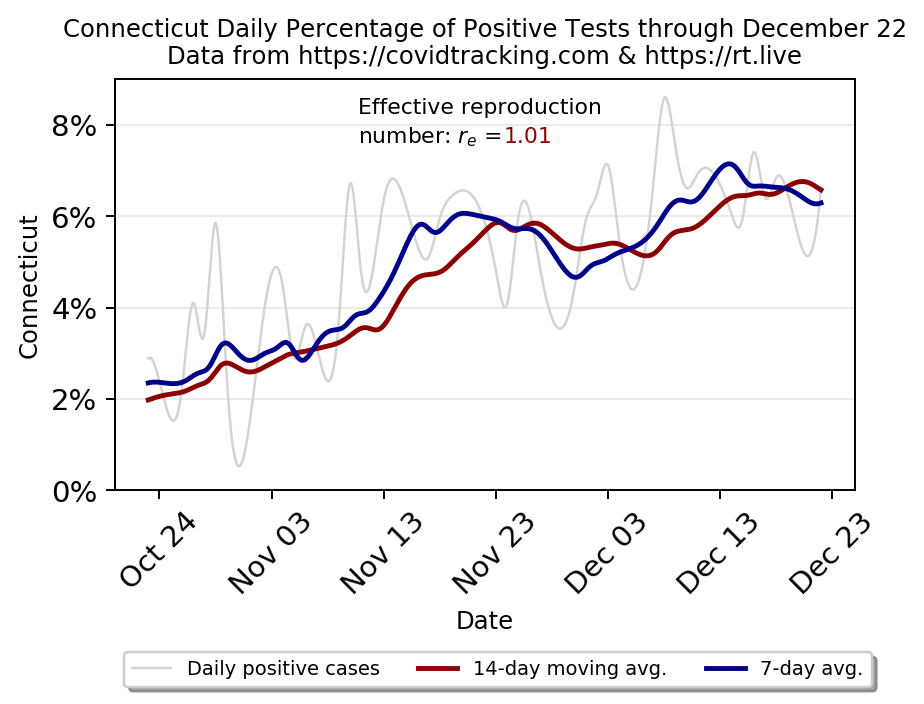 Connecticut Daily Percentage of Positive Tests through December 22
Data from https://covidtracking.com & https://rt.live
Effective reproduction
number: rₑ =1.01
8%
6%
4%
2%
0%
Connecticut
Oct 24
Nov 03
Nov 13
Nov 23
Dec 03
Dec 13
Dec 23
Date
Daily positive cases
14-day moving avg.
7-day avg.